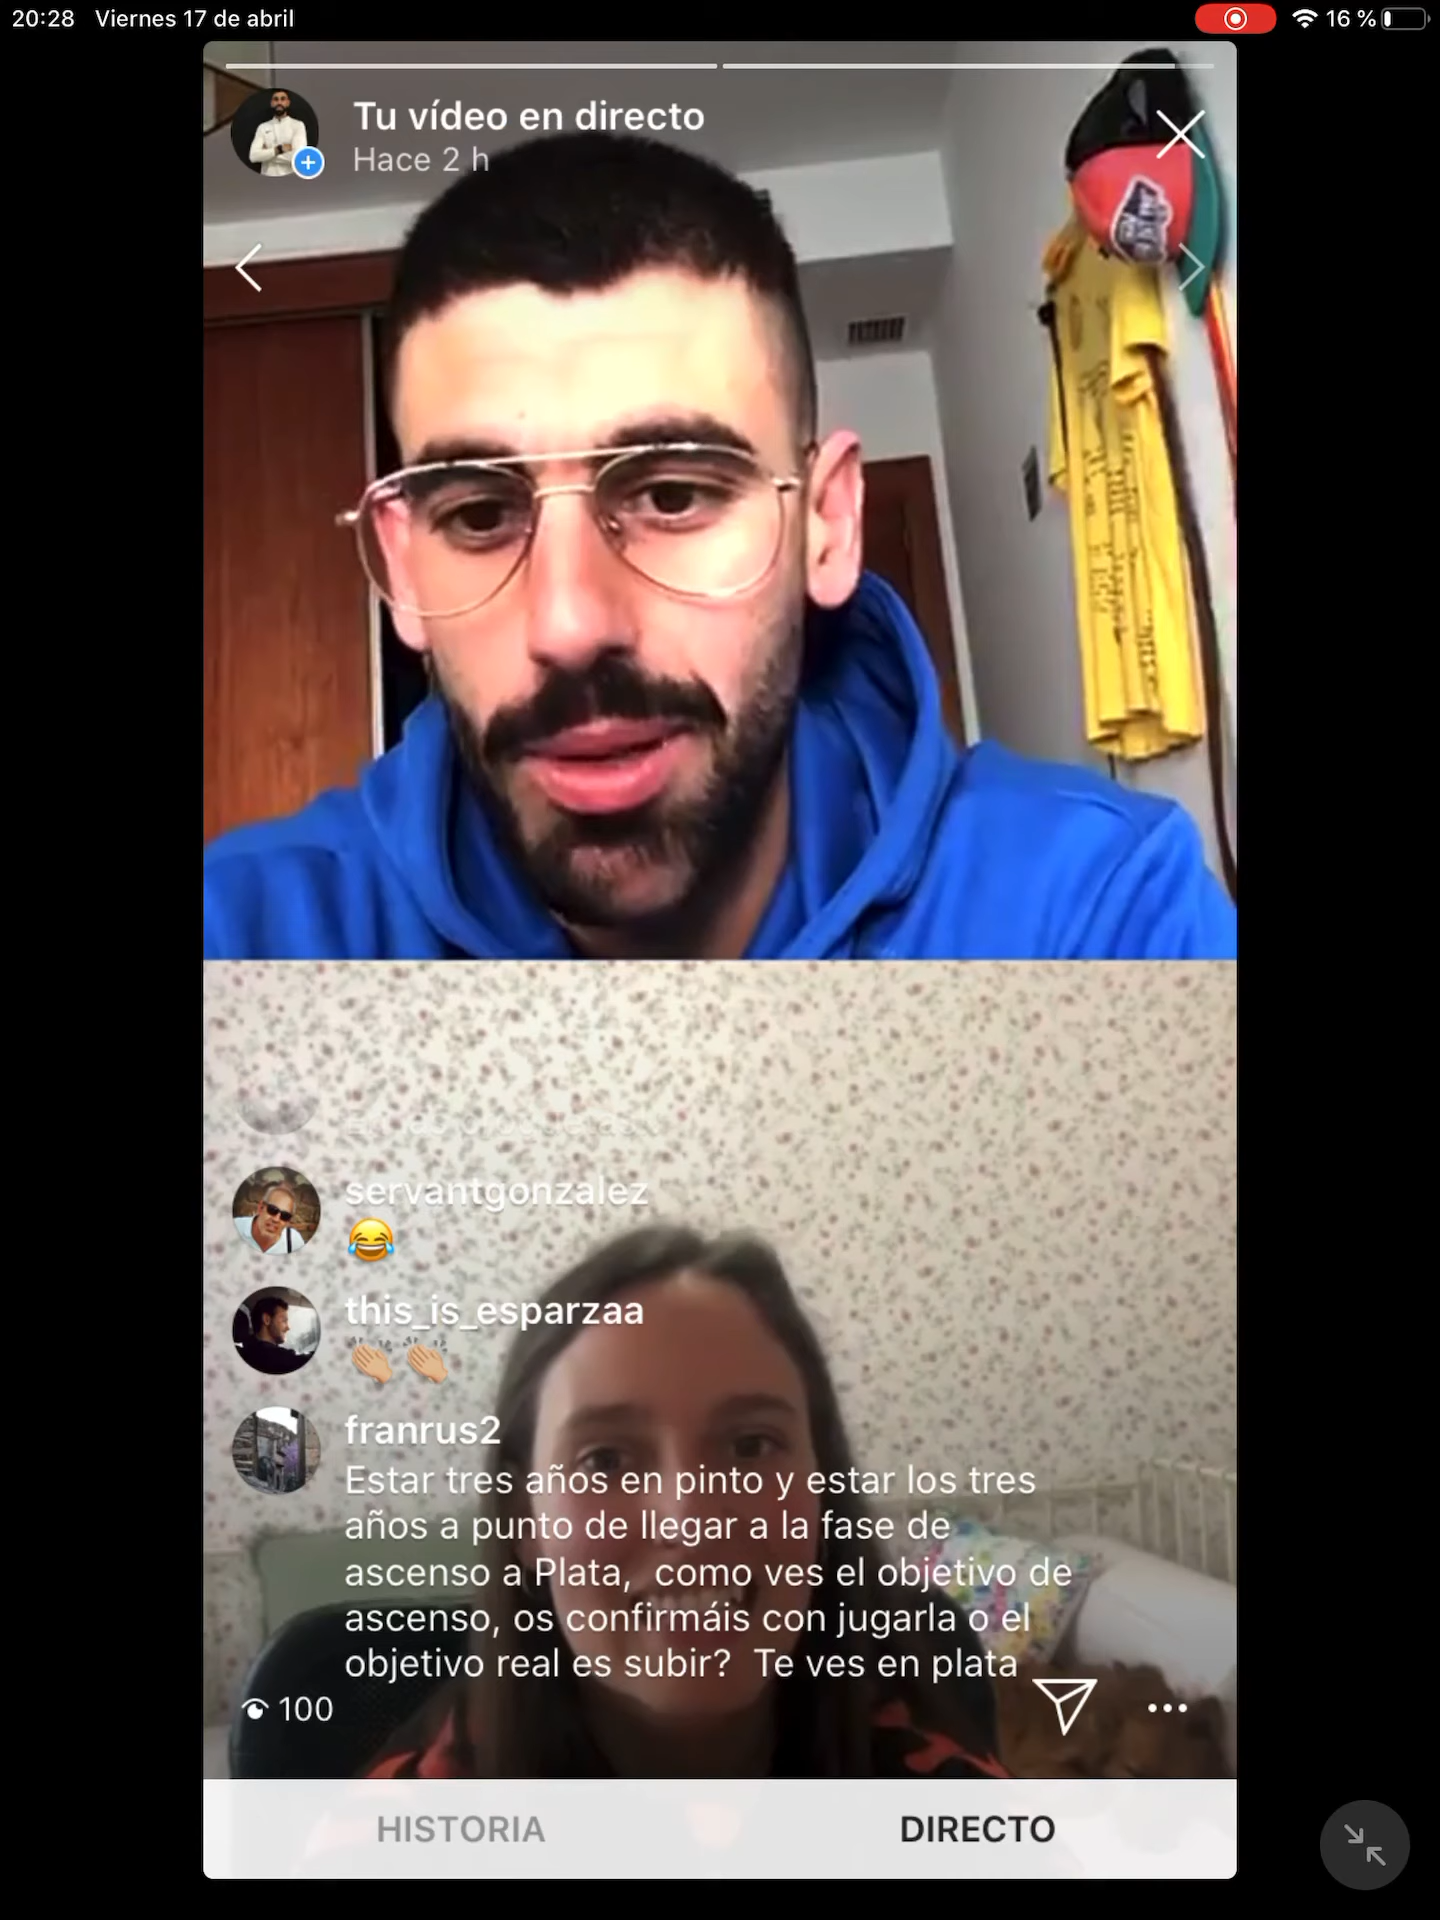 20:28 Viernes 17 de abril
16 %
Tu vídeo en directo
Hace 2 h
servantgonzalez
😂
this_is_esparzaa
👏🏼👏🏼
franrus2
Estar tres años en pinto y estar los tres
años a punto de llegar a la fase de
ascenso a Plata, como ves el objetivo de
ascenso, os confirmáis con jugarla o el
objetivo real es subir? Te ves en plata
100
HISTORIA
DIRECTO